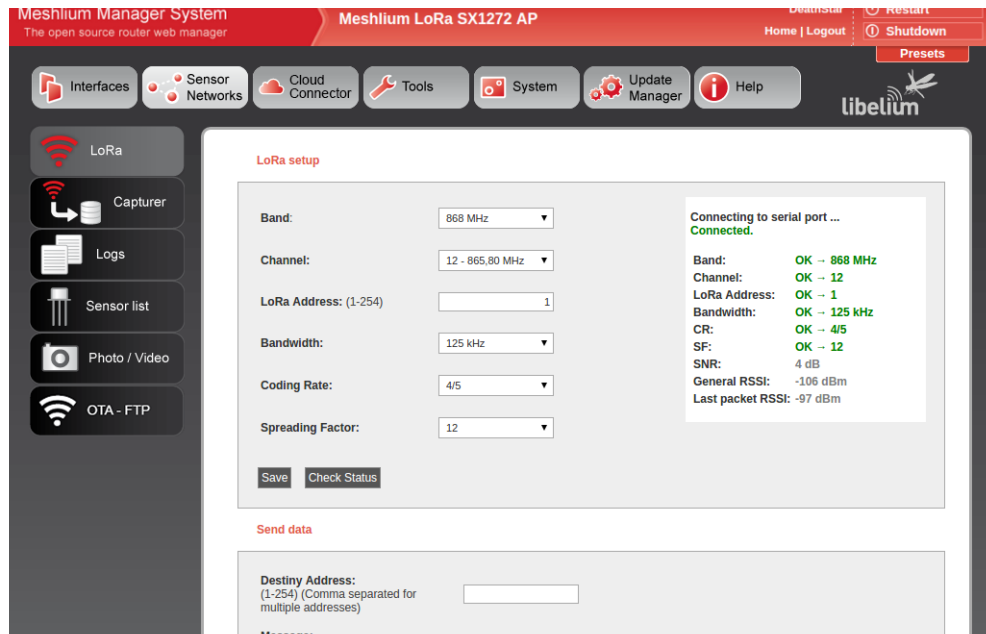 Meshlium Manager System
The open source router web manager
Meshlium LoRa SX1272 AP
DeathStar
Home | Logout
Restart
Shutdown
Presets
Interfaces
Sensor
Networks
Cloud
Connector
Tools
System
Update
Manager
Help
libelium
LoRa
Capturer
Logs
Sensor list
Photo / Video
OTA - FTP
LoRa setup
Band: 868 MHz
Channel: 12 - 865,80 MHz
LoRa Address: (1-254) 1
Bandwidth: 125 kHz
Coding Rate: 4/5
Spreading Factor: 12
Save Check Status
Connecting to serial port ...
Connected.
Band: OK → 868 MHz
Channel: OK → 12
LoRa Address: OK → 1
Bandwidth: OK → 125 kHz
CR: OK → 4/5
SF: OK → 12
SNR: 4 dB
General RSSI: -106 dBm
Last packet RSSI: -97 dBm
Send data
Destiny Address:
(1-254) (Comma separated for
multiple addresses)
Message: